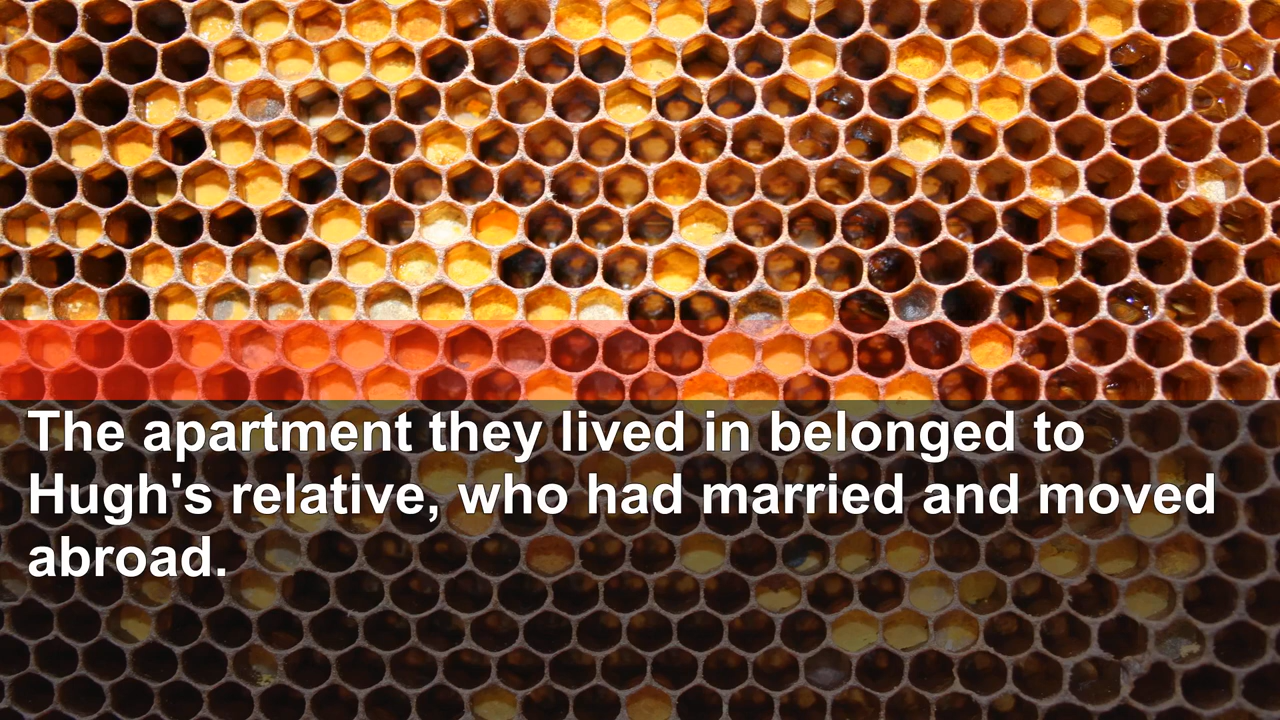 The apartment they lived in belonged to
Hugh's relative, who had married and moved
abroad.